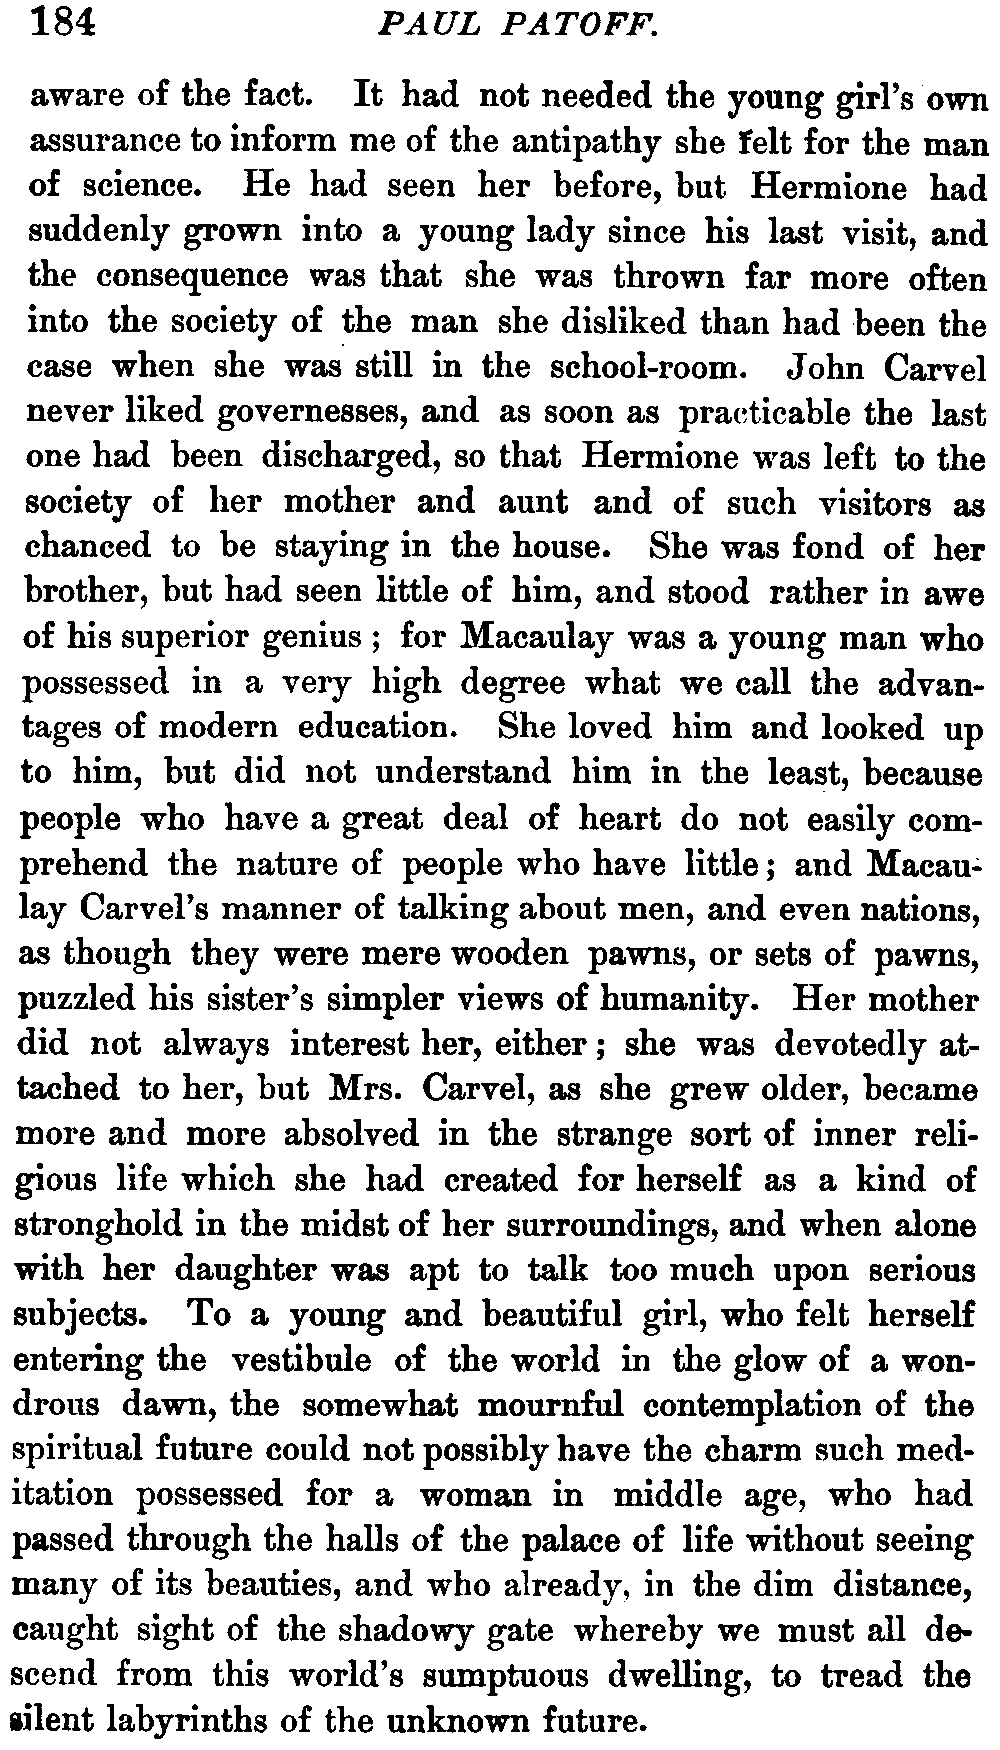 184 PAUL PATOFF.
aware of the fact. It had not needed the young girl's own
assurance to inform me of the antipathy she felt for the man
of science. He had seen her before, but Hermione had
suddenly grown into a young lady since his last visit, and
the consequence was that she was thrown far more often
into the society of the man she disliked than had been the
case when she was still in the school-room. John Carvel
never liked governesses, and as soon as practicable the last
one had been discharged, so that Hermione was left to the
society of her mother and aunt and of such visitors as
chanced to be staying in the house. She was fond of her
brother, but had seen little of him, and stood rather in awe
of his superior genius ; for Macaulay was a young man who
possessed in a very high degree what we call the advan-
tages of modern education. She loved him and looked up
to him, but did not understand him in the least, because
people who have a great deal of heart do not easily com-
prehend the nature of people who have little ; and Macau-
lay Carvel's manner of talking about men, and even nations,
as though they were mere wooden pawns, or sets of pawns,
puzzled his sister's simpler views of humanity. Her mother
did not always interest her, either ; she was devotedly at-
tached to her, but Mrs. Carvel, as she grew older, became
more and more absolved in the strange sort of inner reli-
gious life which she had created for herself as a kind of
stronghold in the midst of her surroundings, and when alone
with her daughter was apt to talk too much upon serious
subjects. To a young and beautiful girl, who felt herself
entering the vestibule of the world in the glow of a won-
drous dawn, the somewhat mournful contemplation of the
spiritual future could not possibly have the charm such med-
itation possessed for a woman in middle age, who had
passed through the halls of the palace of life without seeing
many of its beauties, and who already, in the dim distance,
caught sight of the shadowy gate whereby we must all de-
scend from this world's sumptuous dwelling, to tread the
silent labyrinths of the unknown future.